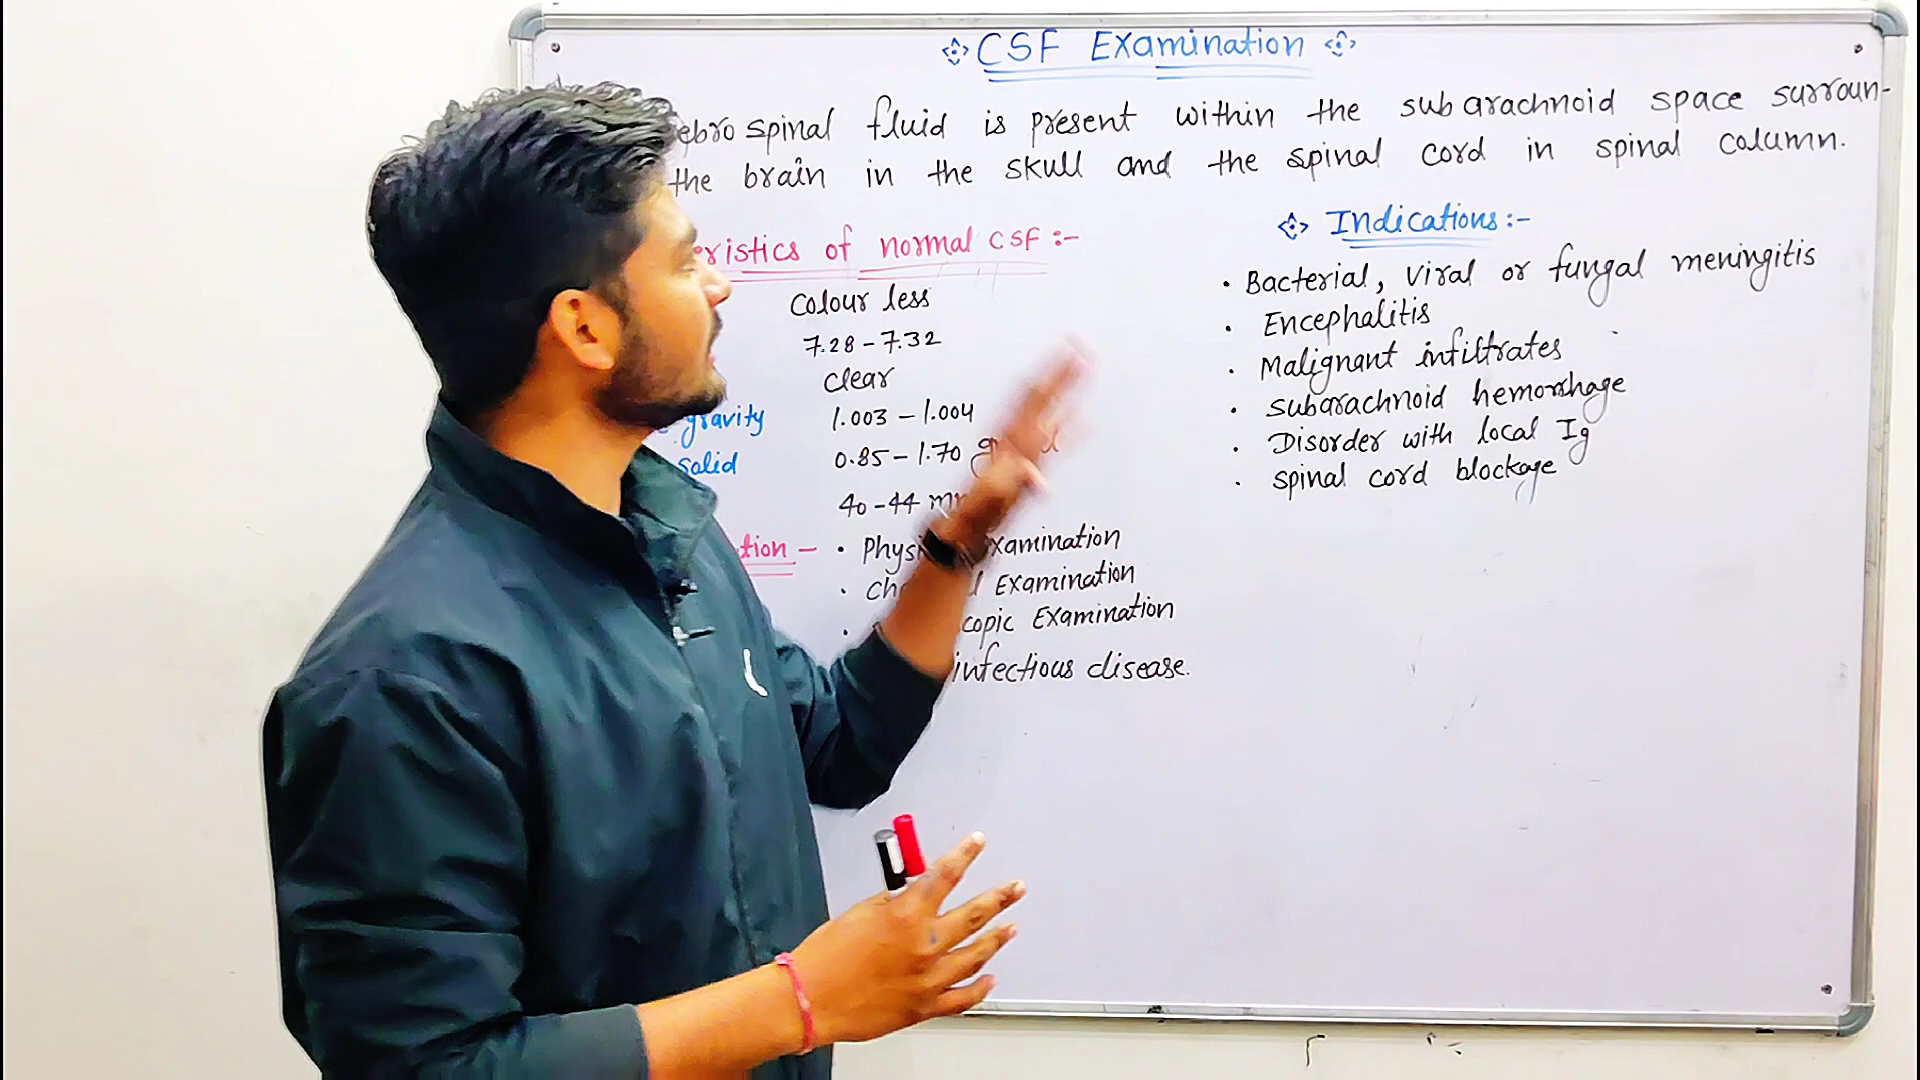 CSF Examination
ebro spinal fluid is present within the subarachnoid space surroun-
the brain in the skull and the spinal cord in spinal column.
ristics of normal CSF :-
Colour less
7.28 - 7.32
clear
gravity 1.003 - 1.004
solid 0.85 - 1.70
40 - 44
tion - • Phys xamination
• Ch Examination
• copic Examination
infectious disease.
Indications :-
• Bacterial, Viral or fungal meningitis
• Encephalitis
• Malignant infiltrates
• subarachnoid hemorrhage
• Disorder with local Ig
• spinal cord blockage